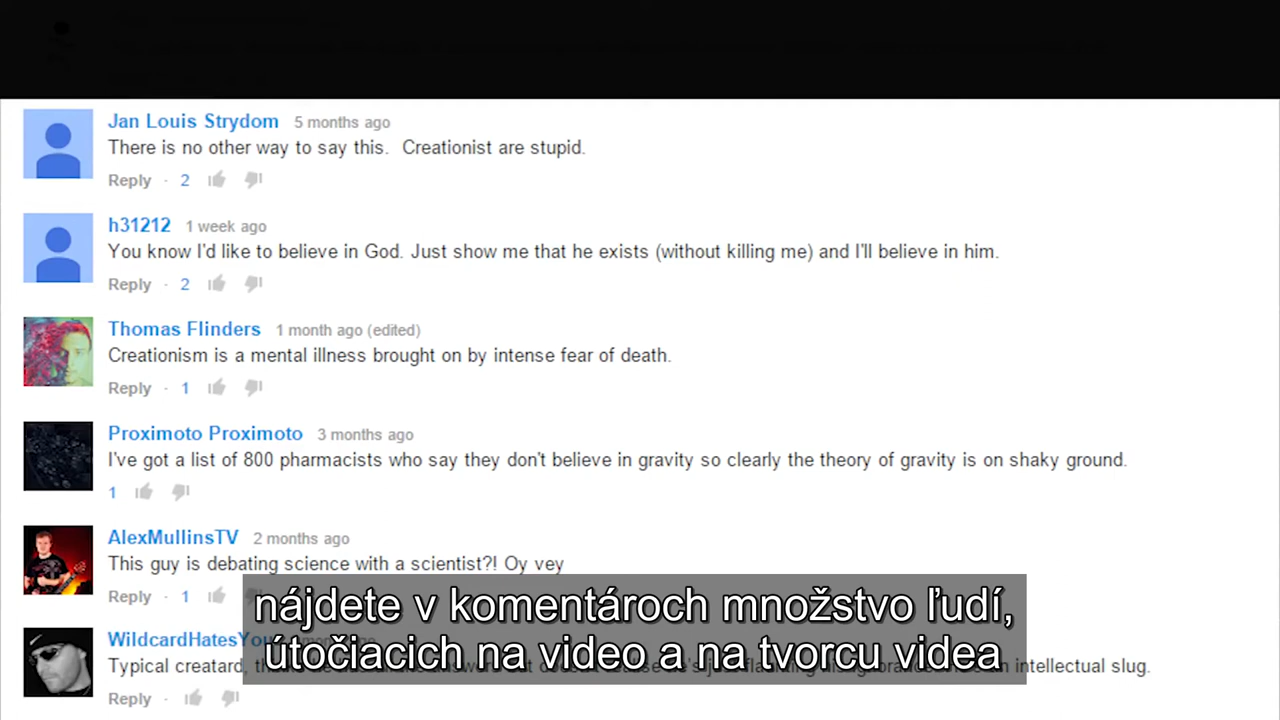 Jan Louis Strydom 5 months ago
There is no other way to say this. Creationist are stupid.
Reply · 2
h31212 1 week ago
You know I'd like to believe in God. Just show me that he exists (without killing me) and I'll believe in him.
Reply · 2
Thomas Flinders 1 month ago (edited)
Creationism is a mental illness brought on by intense fear of death.
Reply · 1
Proximoto Proximoto 3 months ago
I've got a list of 800 pharmacists who say they don't believe in gravity so clearly the theory of gravity is on shaky ground.
1
AlexMullinsTV 2 months ago
This guy is debating science with a scientist?! Oy vey
Reply · 1
nájdete v komentároch množstvo ľudí,
WildcardHatesYou ago
útočiacich na video a na tvorcu videa
Typical creatard, intellectual slug.
Reply